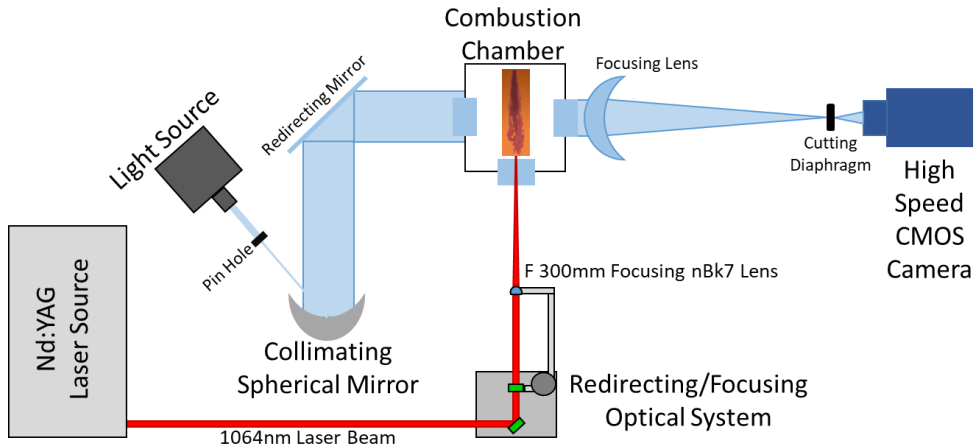 Combustion
Chamber
Focusing Lens
Redirecting Mirror
Light Source
Cutting
Diaphragm
High
Speed
CMOS
Camera
Pin Hole
F 300mm Focusing nBk7 Lens
Nd:YAG
Laser Source
Collimating
Spherical Mirror
Redirecting/Focusing
Optical System
1064nm Laser Beam